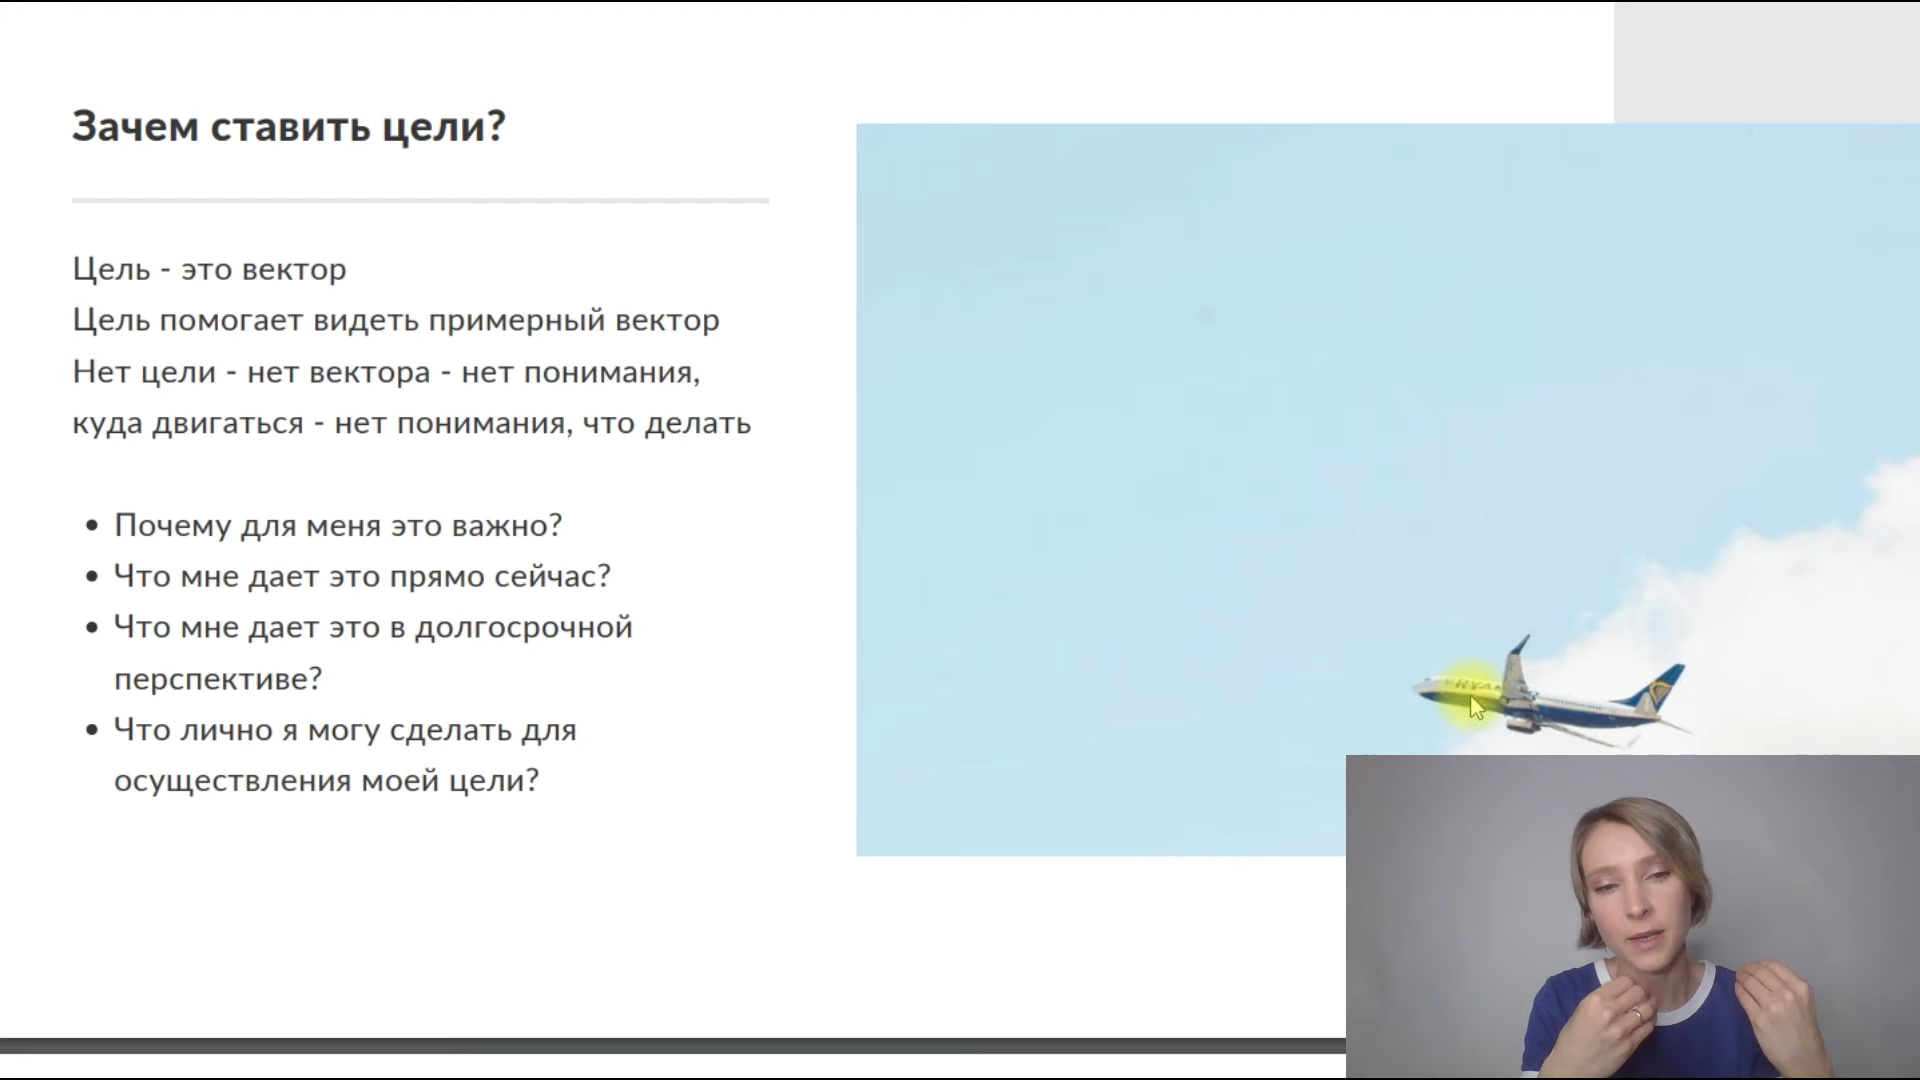 Зачем ставить цели?
Цель - это вектор
Цель помогает видеть примерный вектор
Нет цели - нет вектора - нет понимания,
куда двигаться - нет понимания, что делать
• Почему для меня это важно?
• Что мне дает это прямо сейчас?
• Что мне дает это в долгосрочной
перспективе?
• Что лично я могу сделать для
осуществления моей цели?